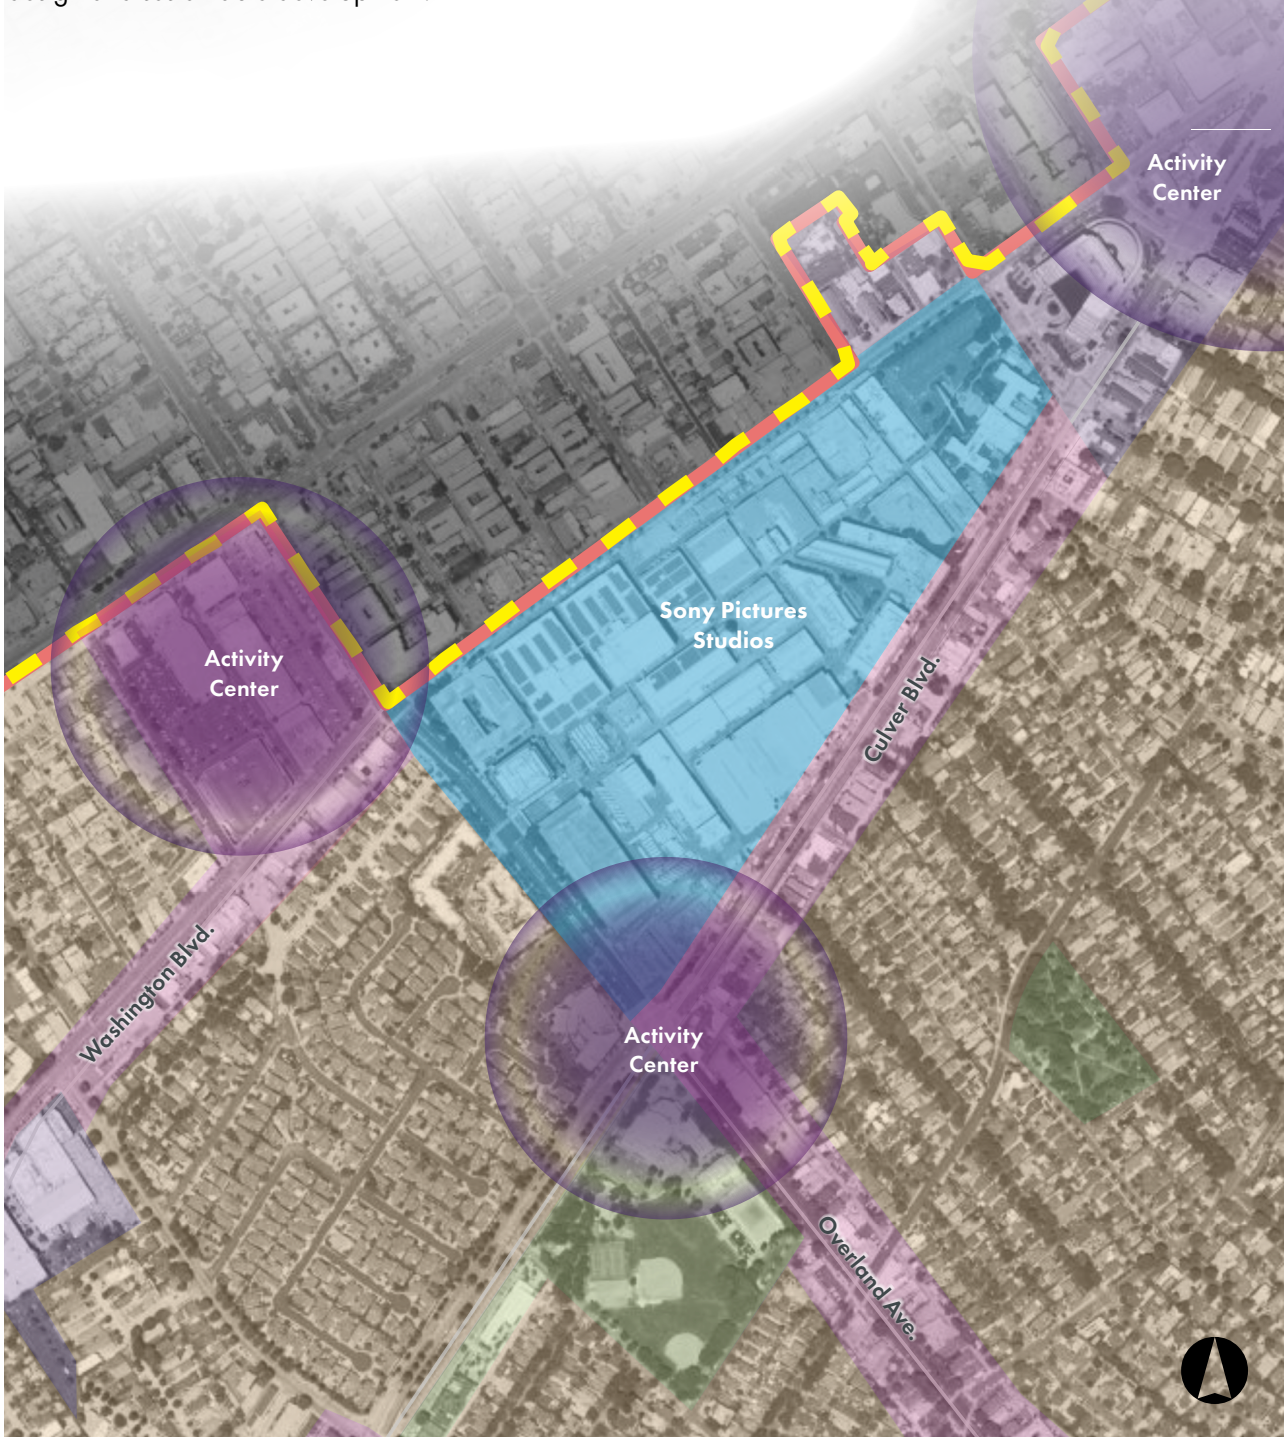 Activity
Center
Sony Pictures
Studios
Activity
Center
Culver Blvd.
Washington Blvd.
Activity
Center
Overland Ave.